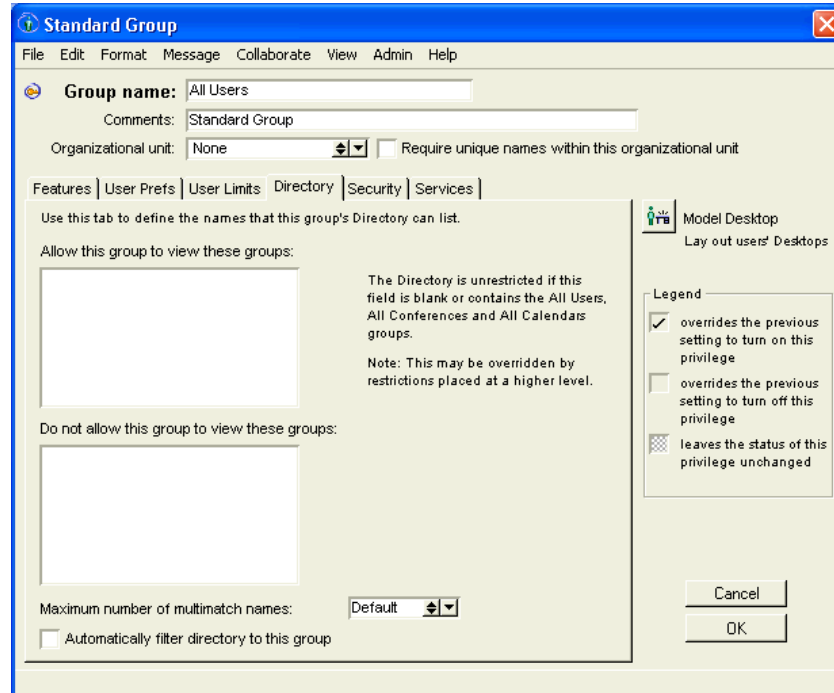 Standard Group
File Edit Format Message Collaborate View Admin Help
Group name: All Users
Comments: Standard Group
Organizational unit: None Require unique names within this organizational unit
Features User Prefs User Limits Directory Security Services
Use this tab to define the names that this group's Directory can list.
Allow this group to view these groups:
The Directory is unrestricted if this
field is blank or contains the All Users,
All Conferences and All Calendars
groups.
Note: This may be overridden by
restrictions placed at a higher level.
Do not allow this group to view these groups:
Maximum number of multimatch names: Default
Automatically filter directory to this group
Model Desktop
Lay out users' Desktops
Legend
overrides the previous
setting to turn on this
privilege
overrides the previous
setting to turn off this
privilege
leaves the status of this
privilege unchanged
Cancel
OK